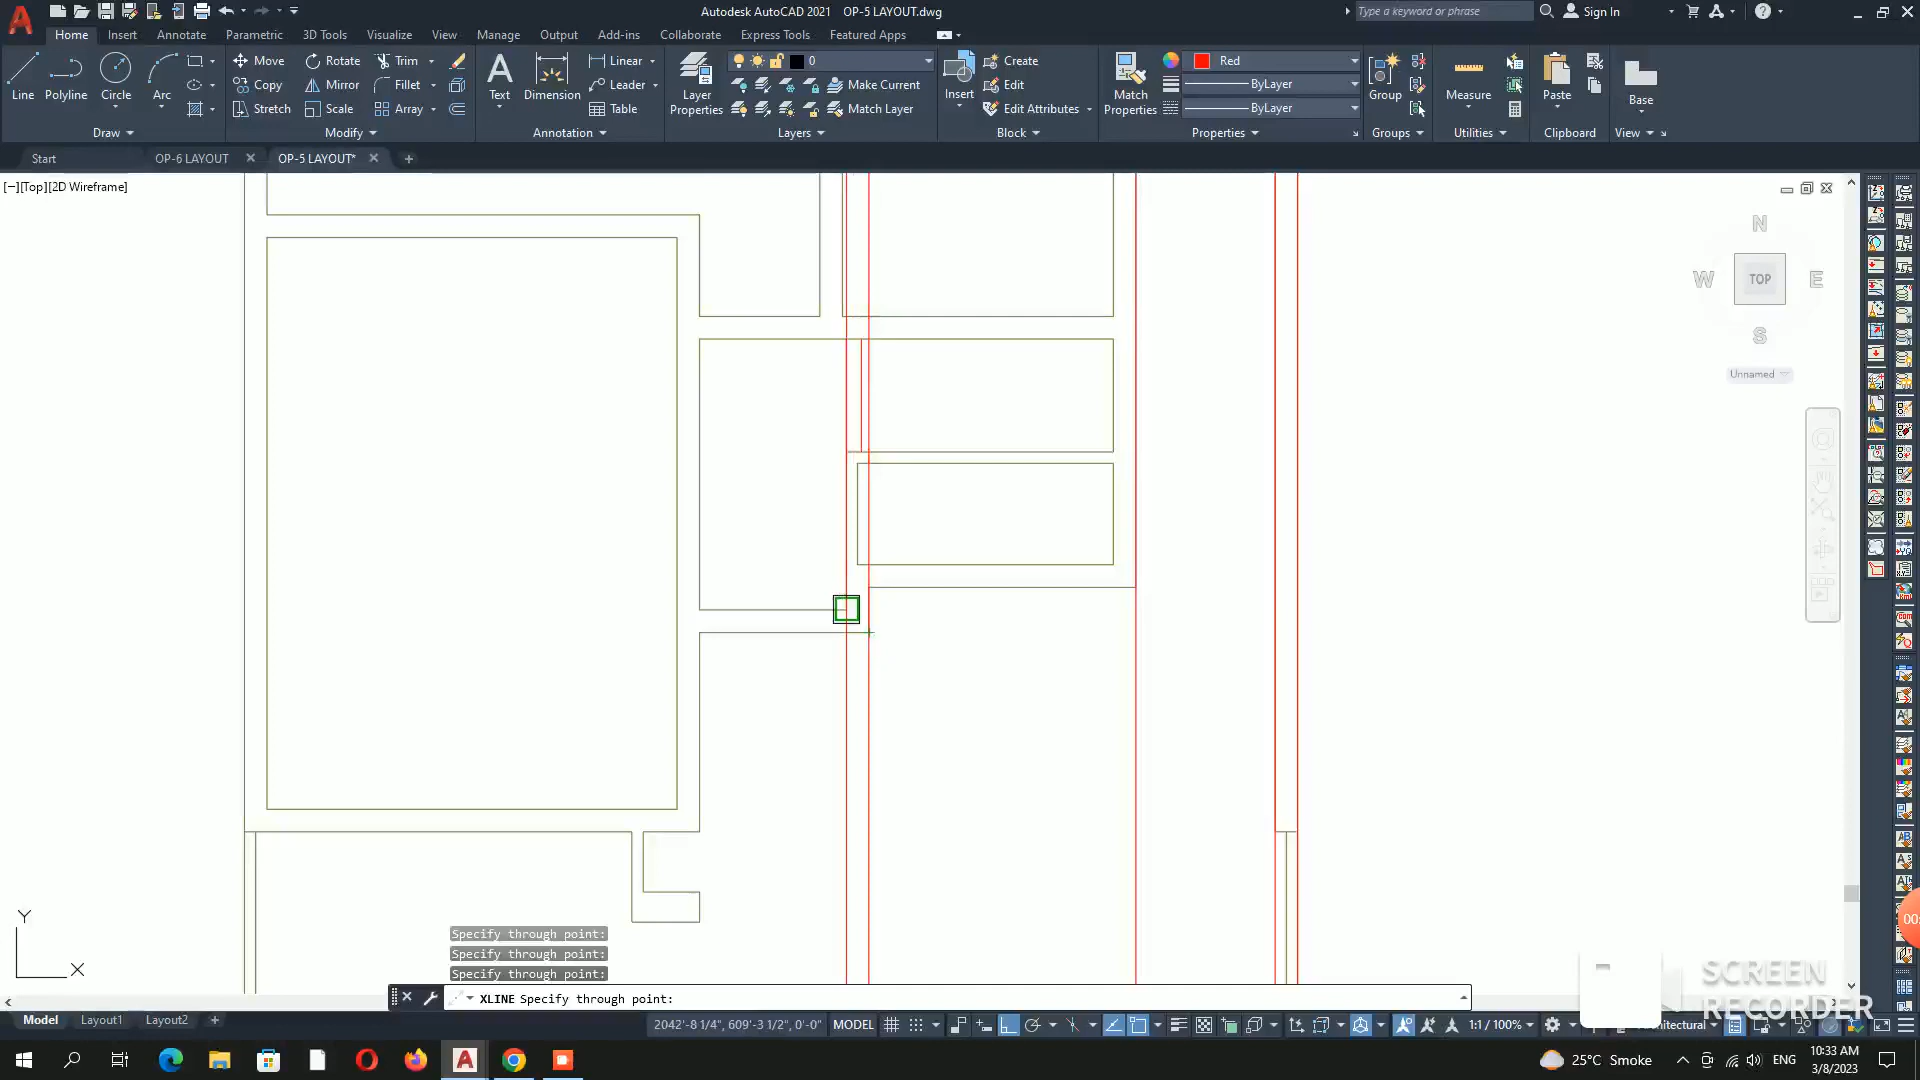 Autodesk AutoCAD 2021 OP-5 LAYOUT.dwg
Type a keyword or phrase
Sign In
Home Insert Annotate Parametric 3D Tools Visualize View Manage Output Add-ins Collaborate Express Tools Featured Apps
Line Polyline Circle Arc
Move Rotate Trim
Copy Mirror Fillet
Stretch Scale Array
Text Dimension
Linear
Leader
Table
Layer Properties
0
Make Current
Match Layer
Insert
Create
Edit
Edit Attributes
Match Properties
Red
ByLayer
ByLayer
Group
Measure
Paste
Base
Draw Modify Annotation Layers Block Properties Groups Utilities Clipboard View
Start OP-6 LAYOUT OP-5 LAYOUT*
[−][Top][2D Wireframe]
N
W TOP E
S
Unnamed
Y
X
Specify through point:
Specify through point:
Specify through point:
XLINE Specify through point:
00:
SCREEN
RECORDER
Model Layout1 Layout2
2042'-8 1/4", 609'-3 1/2", 0'-0" MODEL 1:1 / 100%
25°C Smoke ENG 10:33 AM
3/8/2023